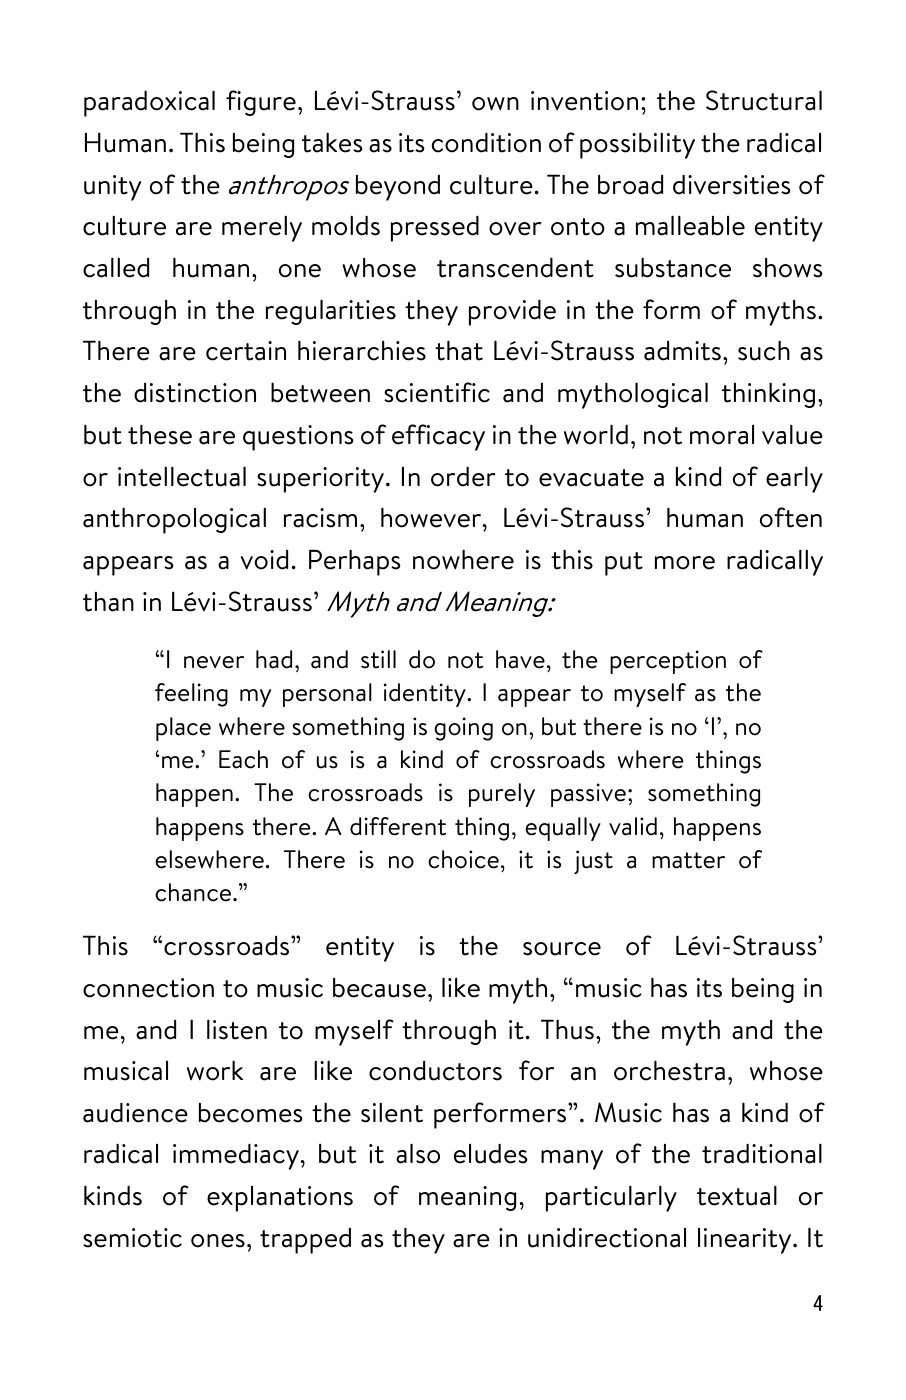 paradoxical figure, Lévi-Strauss’ own invention; the Structural
Human. This being takes as its condition of possibility the radical
unity of the anthropos beyond culture. The broad diversities of
culture are merely molds pressed over onto a malleable entity
called human, one whose transcendent substance shows
through in the regularities they provide in the form of myths.
There are certain hierarchies that Lévi-Strauss admits, such as
the distinction between scientific and mythological thinking,
but these are questions of efficacy in the world, not moral value
or intellectual superiority. In order to evacuate a kind of early
anthropological racism, however, Lévi-Strauss’ human often
appears as a void. Perhaps nowhere is this put more radically
than in Lévi-Strauss’ Myth and Meaning:
“I never had, and still do not have, the perception of
feeling my personal identity. I appear to myself as the
place where something is going on, but there is no ‘I’, no
‘me.’ Each of us is a kind of crossroads where things
happen. The crossroads is purely passive; something
happens there. A different thing, equally valid, happens
elsewhere. There is no choice, it is just a matter of
chance.”
This “crossroads” entity is the source of Lévi-Strauss’
connection to music because, like myth, “music has its being in
me, and I listen to myself through it. Thus, the myth and the
musical work are like conductors for an orchestra, whose
audience becomes the silent performers”. Music has a kind of
radical immediacy, but it also eludes many of the traditional
kinds of explanations of meaning, particularly textual or
semiotic ones, trapped as they are in unidirectional linearity. It
4